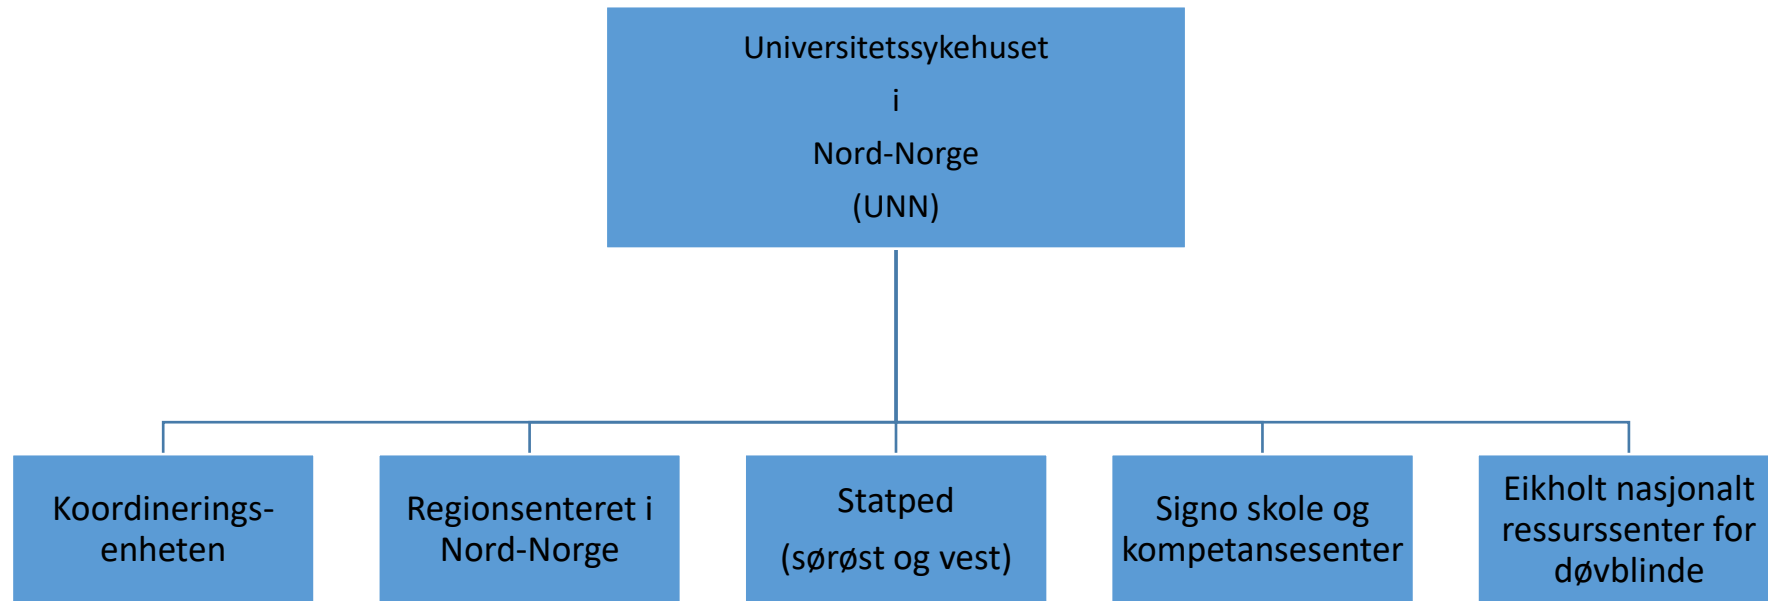 Universitetssykehuset
i
Nord-Norge
(UNN)
Koordinerings-
enheten
Regionsenteret i
Nord-Norge
Statped
(sørøst og vest)
Signo skole og
kompetansesenter
Eikholt nasjonalt
ressurssenter for
døvblinde